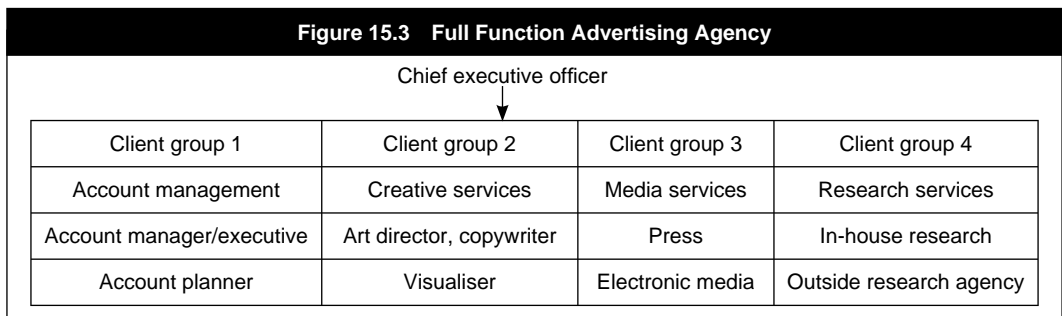 Figure 15.3 Full Function Advertising Agency
Chief executive officer
Client group 1 Client group 2 Client group 3 Client group 4
Account management Creative services Media services Research services
Account manager/executive Art director, copywriter Press In-house research
Account planner Visualiser Electronic media Outside research agency